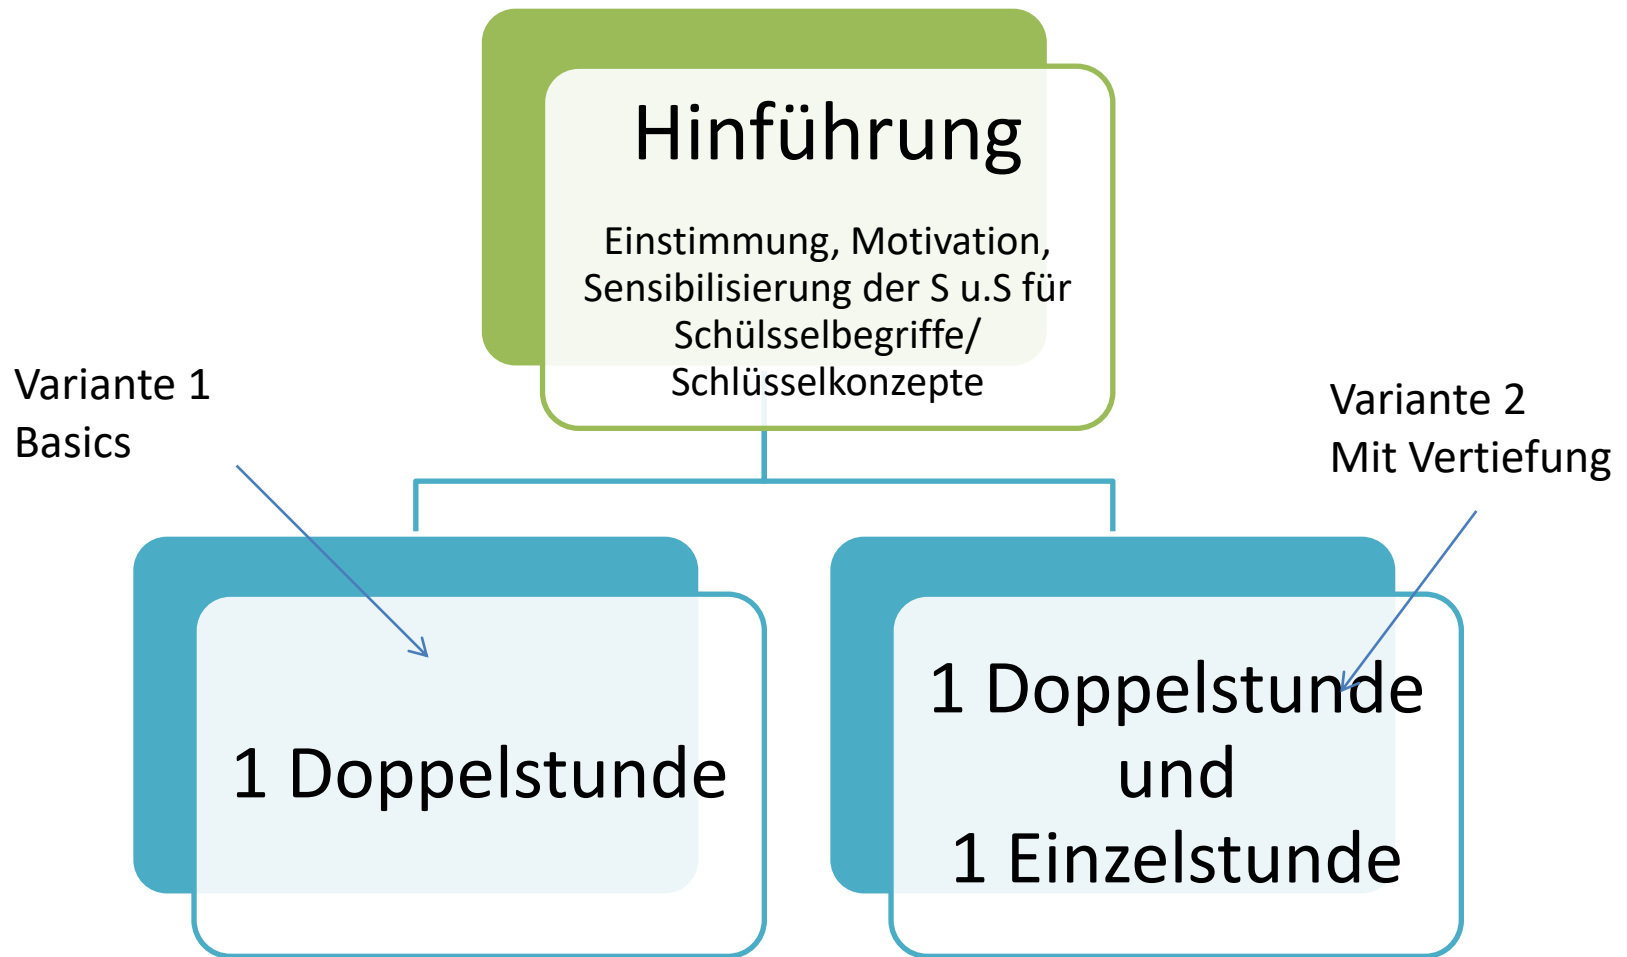 Hinführung
Einstimmung, Motivation,
Sensibilisierung der S u.S für
Schülsselbegriffe/
Schlüsselkonzepte
Variante 1
Basics
Variante 2
Mit Vertiefung
1 Doppelstunde
1 Doppelstunde
und
1 Einzelstunde